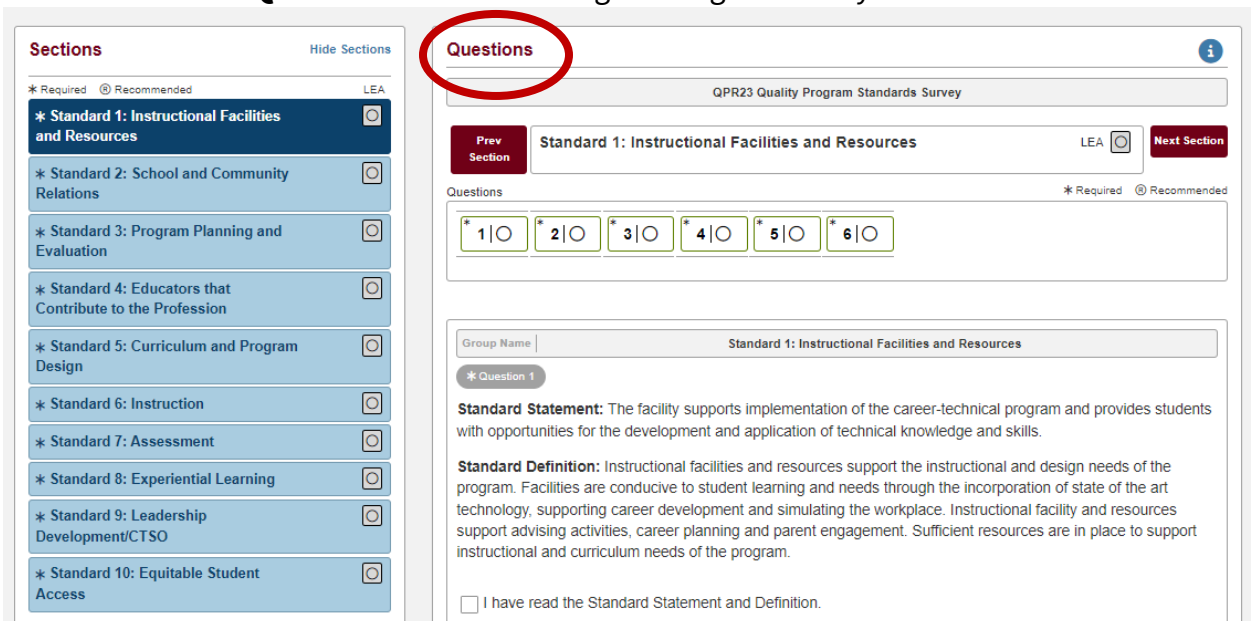 Sections
Hide Sections
* Required ® Recommended
LEA
* Standard 1: Instructional Facilities
and Resources
* Standard 2: School and Community
Relations
* Standard 3: Program Planning and
Evaluation
* Standard 4: Educators that
Contribute to the Profession
* Standard 5: Curriculum and Program
Design
* Standard 6: Instruction
* Standard 7: Assessment
* Standard 8: Experiential Learning
* Standard 9: Leadership
Development/CTSO
* Standard 10: Equitable Student
Access
Questions
i
QPR23 Quality Program Standards Survey
Prev
Section
Standard 1: Instructional Facilities and Resources
LEA
Next Section
Questions
* Required ® Recommended
* 1 | * 2 | * 3 | * 4 | * 5 | * 6 |
Group Name
Standard 1: Instructional Facilities and Resources
* Question 1
Standard Statement: The facility supports implementation of the career-technical program and provides students
with opportunities for the development and application of technical knowledge and skills.
Standard Definition: Instructional facilities and resources support the instructional and design needs of the
program. Facilities are conducive to student learning and needs through the incorporation of state of the art
technology, supporting career development and simulating the workplace. Instructional facility and resources
support advising activities, career planning and parent engagement. Sufficient resources are in place to support
instructional and curriculum needs of the program.
I have read the Standard Statement and Definition.